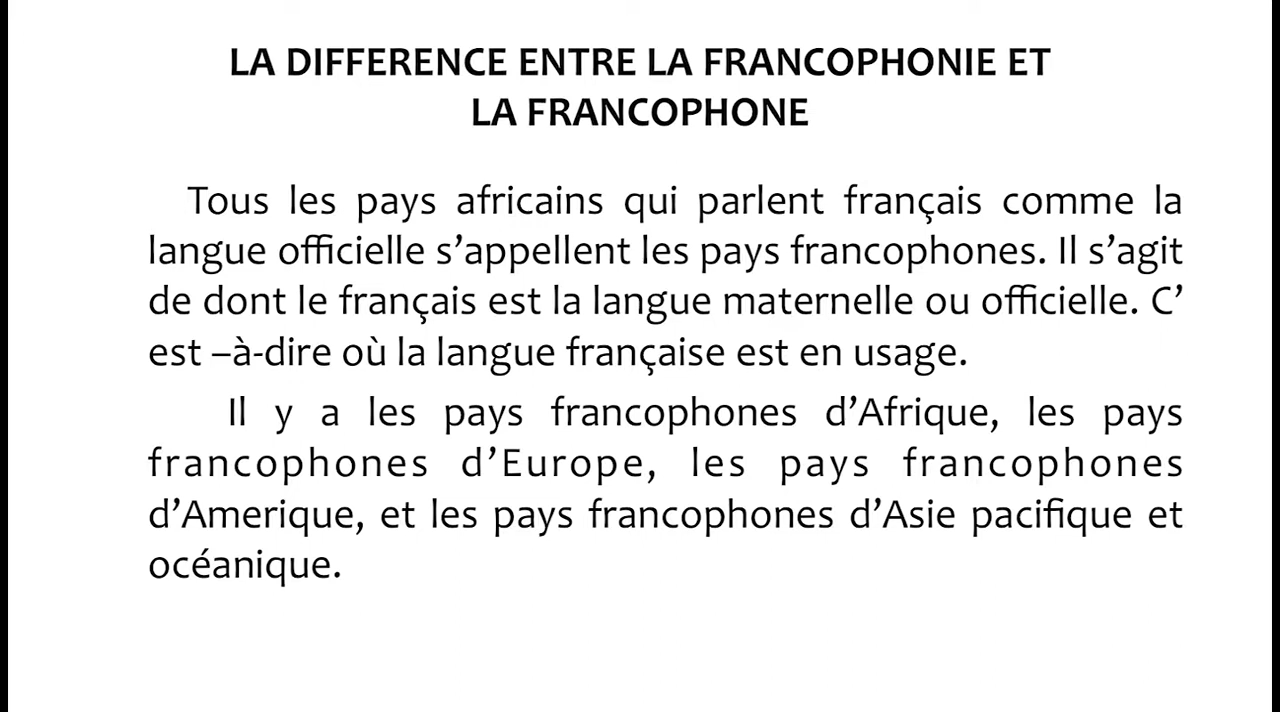 LA DIFFERENCE ENTRE LA FRANCOPHONIE ET
LA FRANCOPHONE
Tous les pays africains qui parlent français comme la
langue officielle s’appellent les pays francophones. Il s’agit
de dont le français est la langue maternelle ou officielle. C’
est –à-dire où la langue française est en usage.
Il y a les pays francophones d’Afrique, les pays
francophones d’Europe, les pays francophones
d’Amerique, et les pays francophones d’Asie pacifique et
océanique.